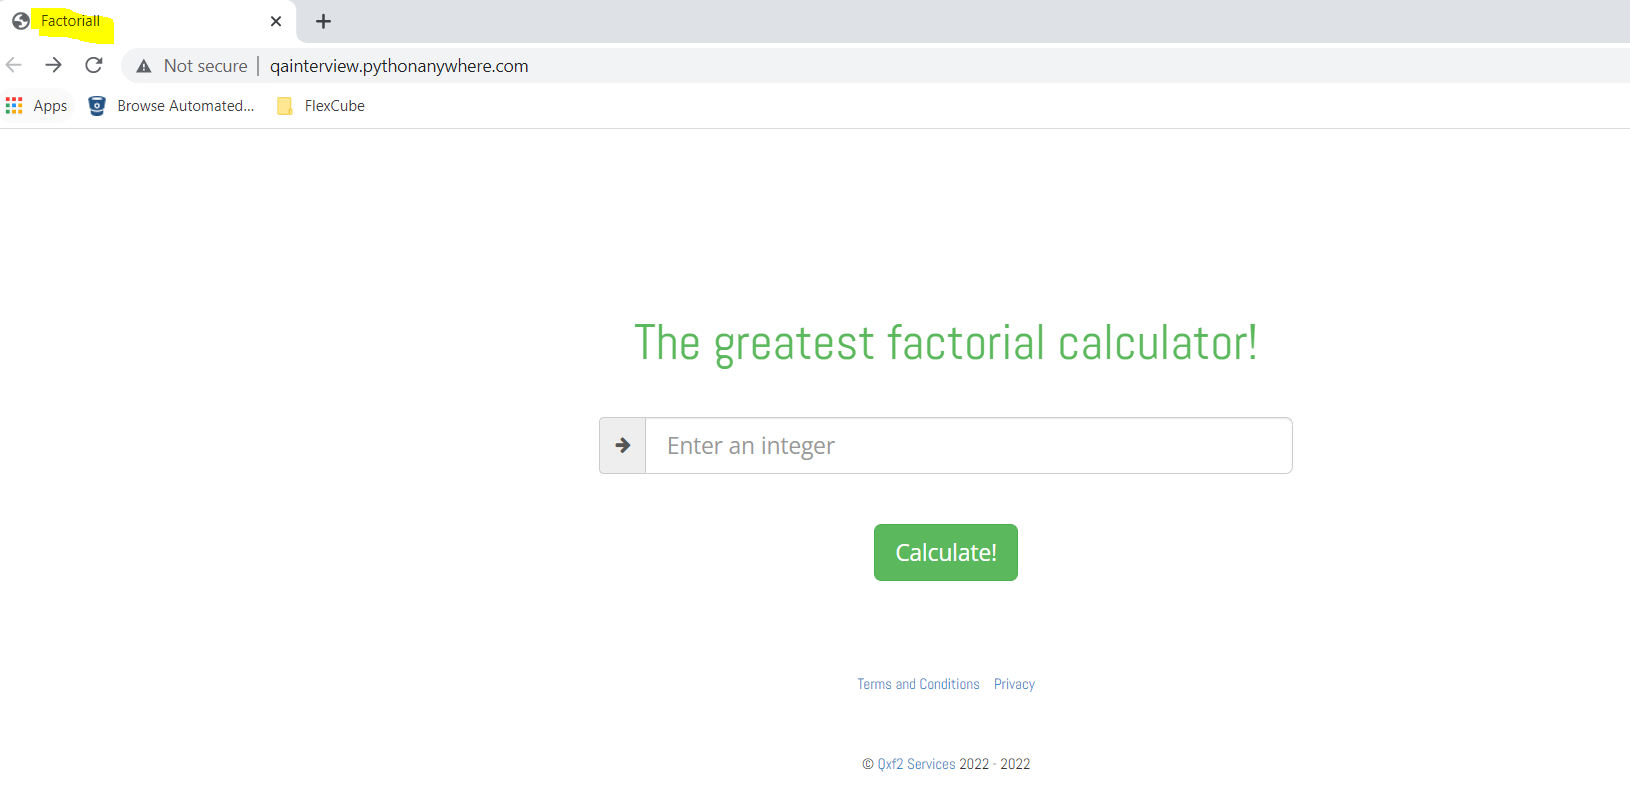 Factoriall
Not secure | qainterview.pythonanywhere.com
Apps Browse Automated... FlexCube
The greatest factorial calculator!
Enter an integer
Calculate!
Terms and Conditions Privacy
© Qxf2 Services 2022 - 2022